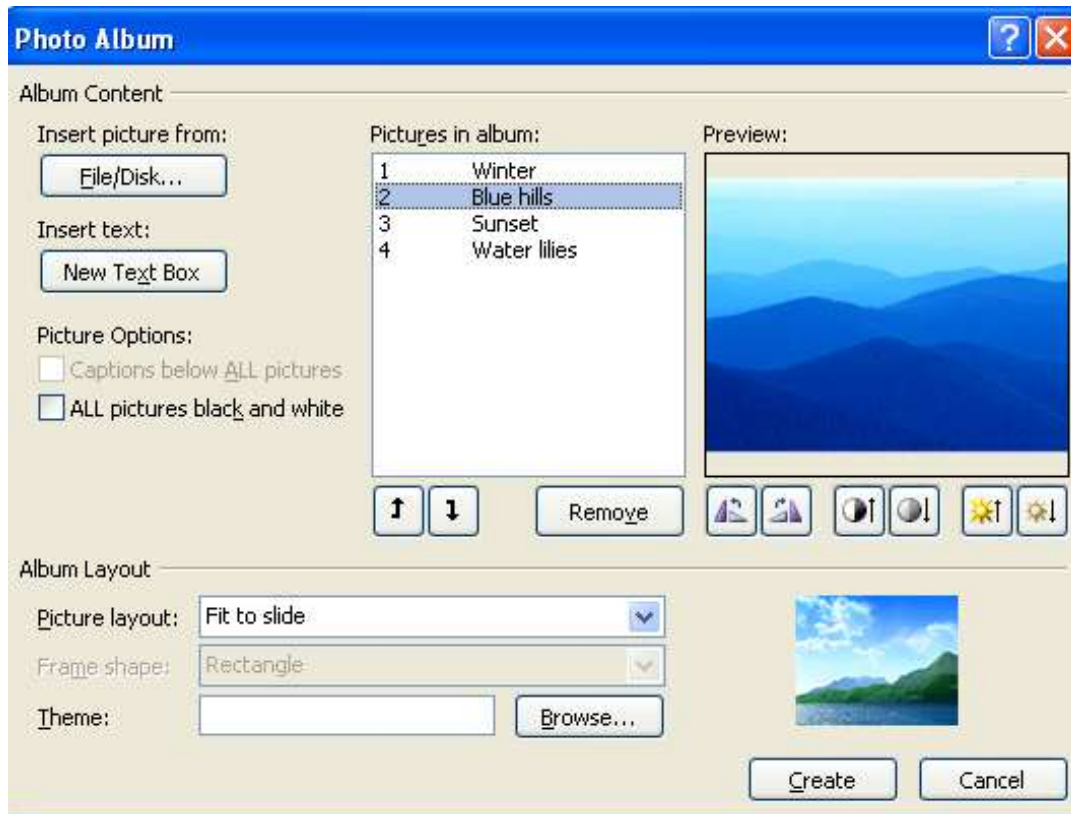 Photo Album
Album Content
Insert picture from:
File/Disk...
Insert text:
New Text Box
Picture Options:
Captions below ALL pictures
ALL pictures black and white
Pictures in album:
1 Winter
2 Blue hills
3 Sunset
4 Water lilies
Remove
Preview:
Album Layout
Picture layout: Fit to slide
Frame shape: Rectangle
Theme: Browse...
Create Cancel